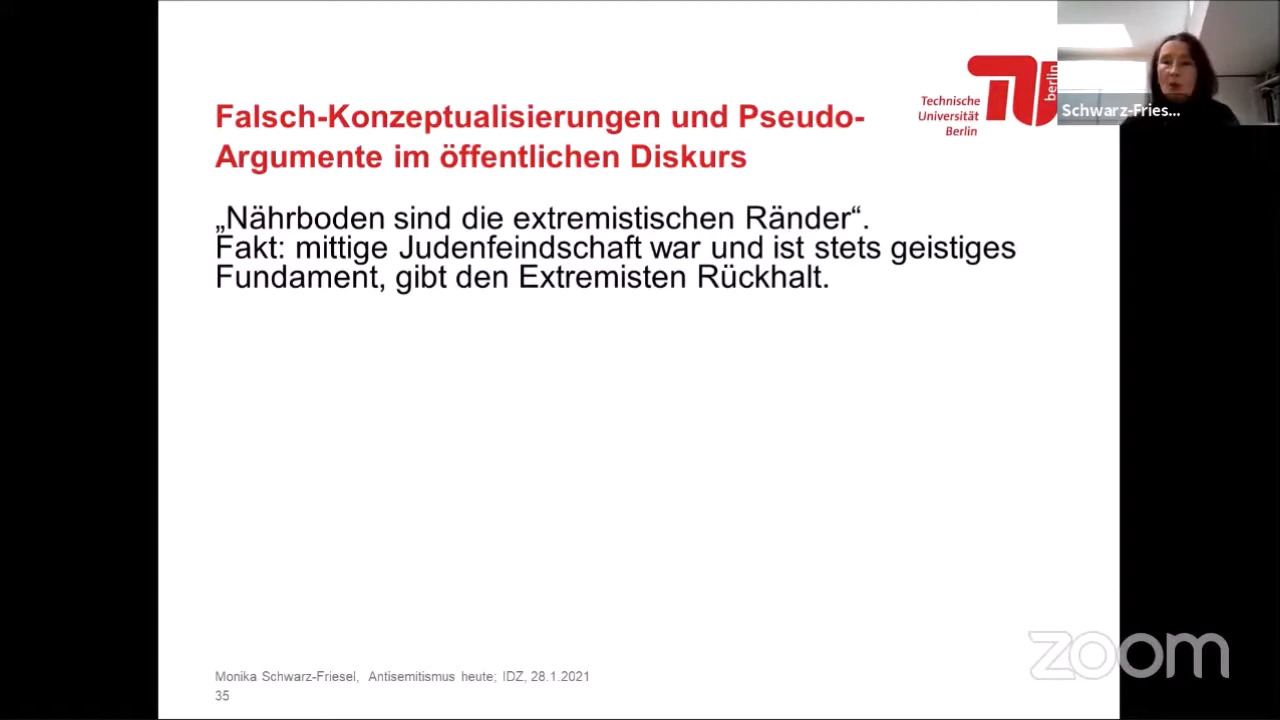 Technische
Universität
Berlin
berlin
Schwarz-Fries...
Falsch-Konzeptualisierungen und Pseudo-
Argumente im öffentlichen Diskurs
„Nährboden sind die extremistischen Ränder“.
Fakt: mittige Judenfeindschaft war und ist stets geistiges
Fundament, gibt den Extremisten Rückhalt.
Monika Schwarz-Friesel, Antisemitismus heute; IDZ, 28.1.2021
35
zoom